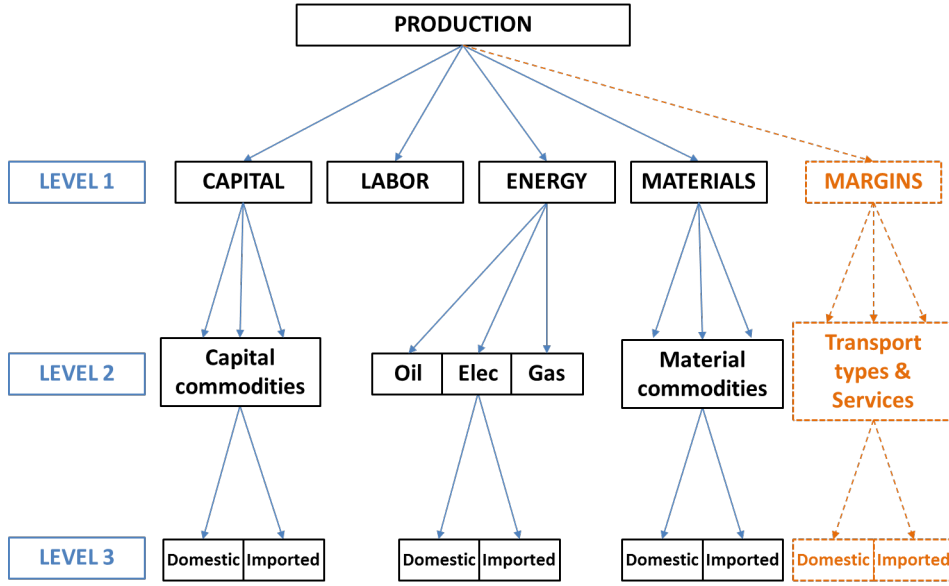 PRODUCTION
LEVEL 1
CAPITAL
LABOR
ENERGY
MATERIALS
MARGINS
LEVEL 2
Capital
commodities
Oil
Elec
Gas
Material
commodities
Transport
types &
Services
LEVEL 3
Domestic
Imported
Domestic
Imported
Domestic
Imported
Domestic
Imported